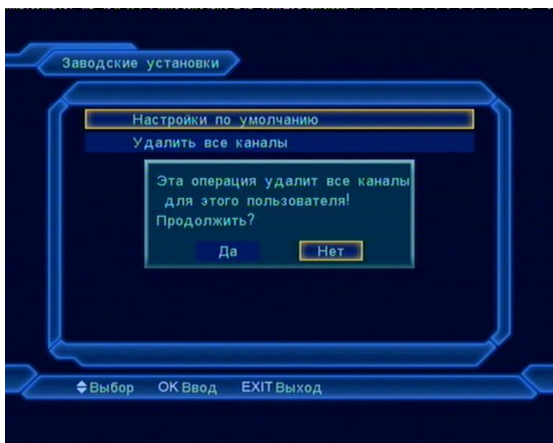 Заводские установки
Настройки по умолчанию
Удалить все каналы
Эта операция удалит все каналы
для этого пользователя!
Продолжить?
Да Нет
Выбор OK Ввод EXIT Выход